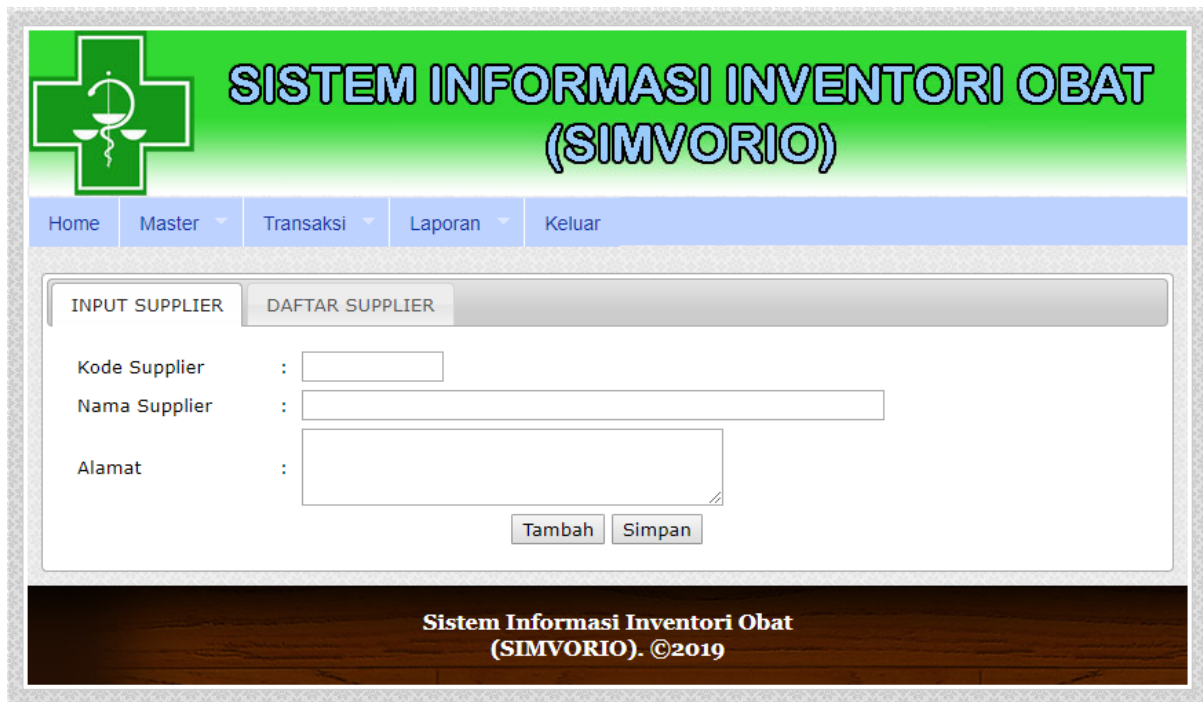 SISTEM INFORMASI INVENTORI OBAT
(SIMVORIO)
Home Master Transaksi Laporan Keluar
INPUT SUPPLIER DAFTAR SUPPLIER
Kode Supplier :
Nama Supplier :
Alamat :
Tambah Simpan
Sistem Informasi Inventori Obat
(SIMVORIO). ©2019